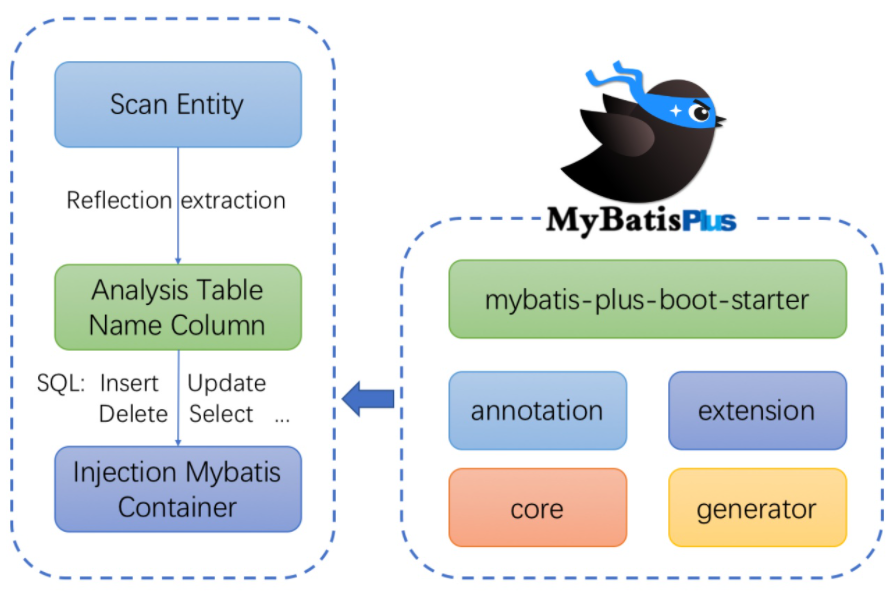 Scan Entity
Reflection extraction
Analysis Table
Name Column
SQL: Insert Update
Delete Select ...
Injection Mybatis
Container
MyBatisPlus
mybatis-plus-boot-starter
annotation
extension
core
generator